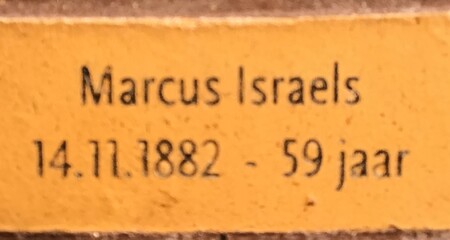 Marcus Israels
14.11.1882 - 59 jaar